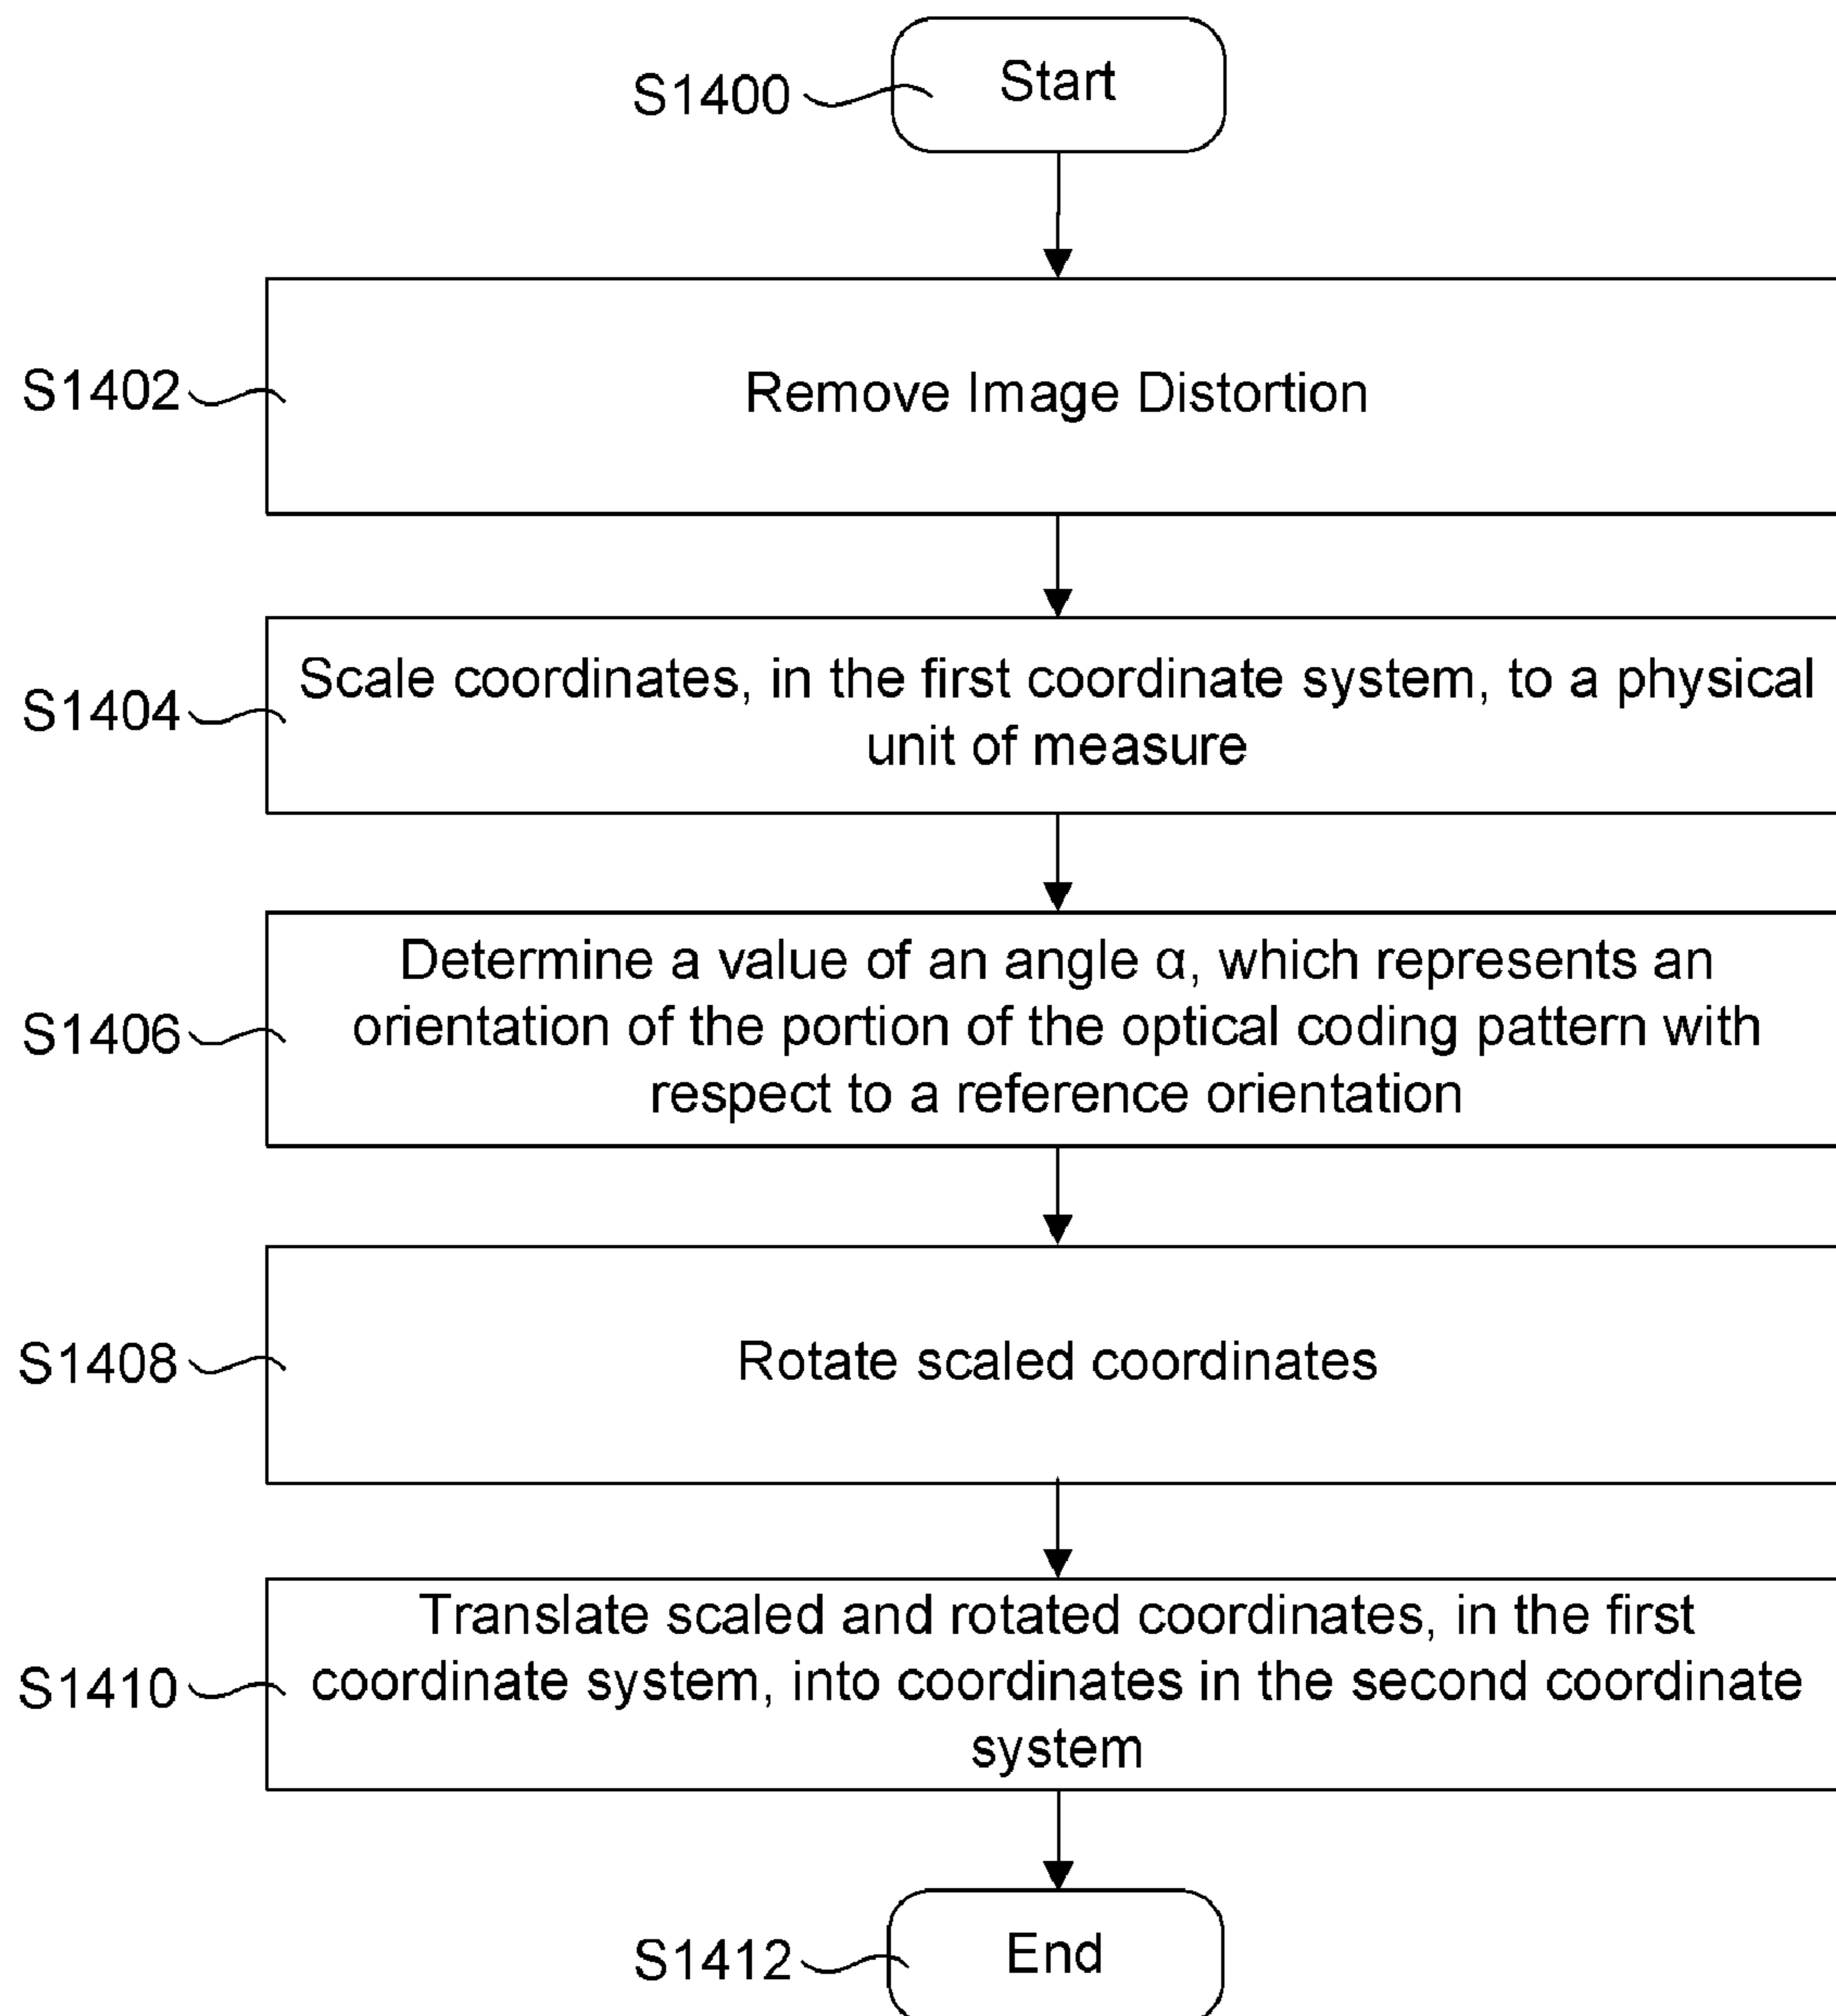 S1400
Start
S1402
Remove Image Distortion
S1404
Scale coordinates, in the first coordinate system, to a physical
unit of measure
S1406
Determine a value of an angle α, which represents an
orientation of the portion of the optical coding pattern with
respect to a reference orientation
S1408
Rotate scaled coordinates
S1410
Translate scaled and rotated coordinates, in the first
coordinate system, into coordinates in the second coordinate
system
S1412
End